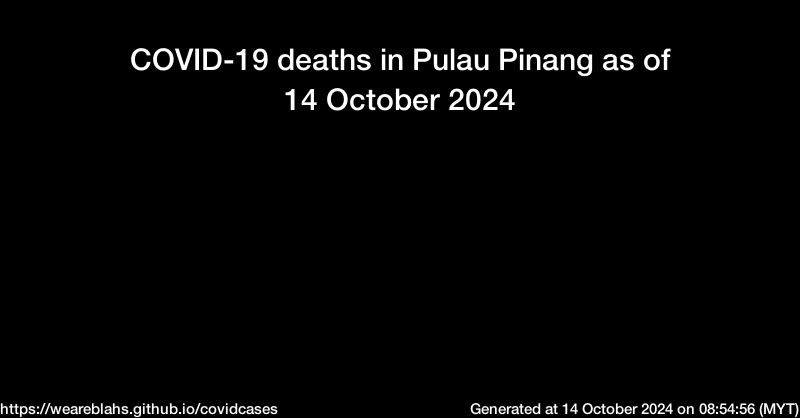 COVID-19 deaths in Pulau Pinang as of
14 October 2024
https://weareblahs.github.io/covidcases
Generated at 14 October 2024 on 08:54:56 (MYT)